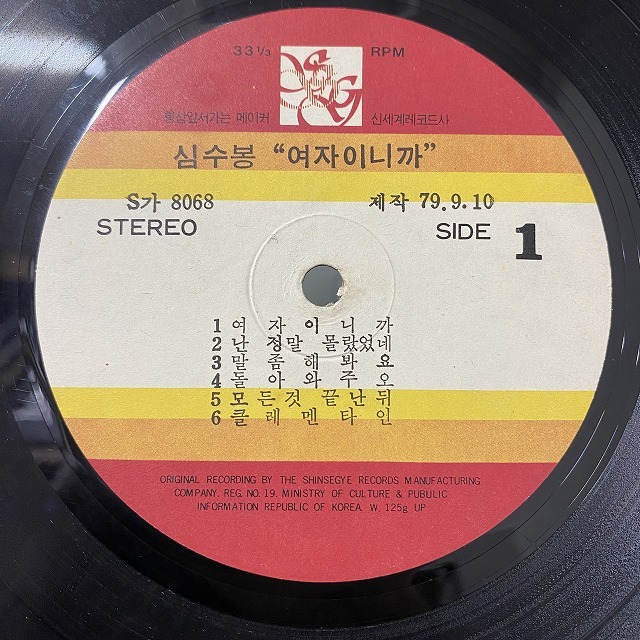 33 1/3 RPM
항상앞서가는 메이커 신세계레코드사
심수봉 “여자이니까”
S가 8068 제작 79.9.10
STEREO SIDE 1
1 여 자 이 니 까
2 난 정말 몰랐었네
3 말 좀 해 봐 요
4 돌 아 와 주 오
5 모든것 끝난뒤
6 클 레 멘 타 인
ORIGINAL RECORDING BY THE SHINSEGYE RECORDS MANUFACTURING
COMPANY. REG. NO. 19. MINISTRY OF CULTURE & PUBULIC
INFORMATION REPUBLIC OF KOREA. W. 125g UP